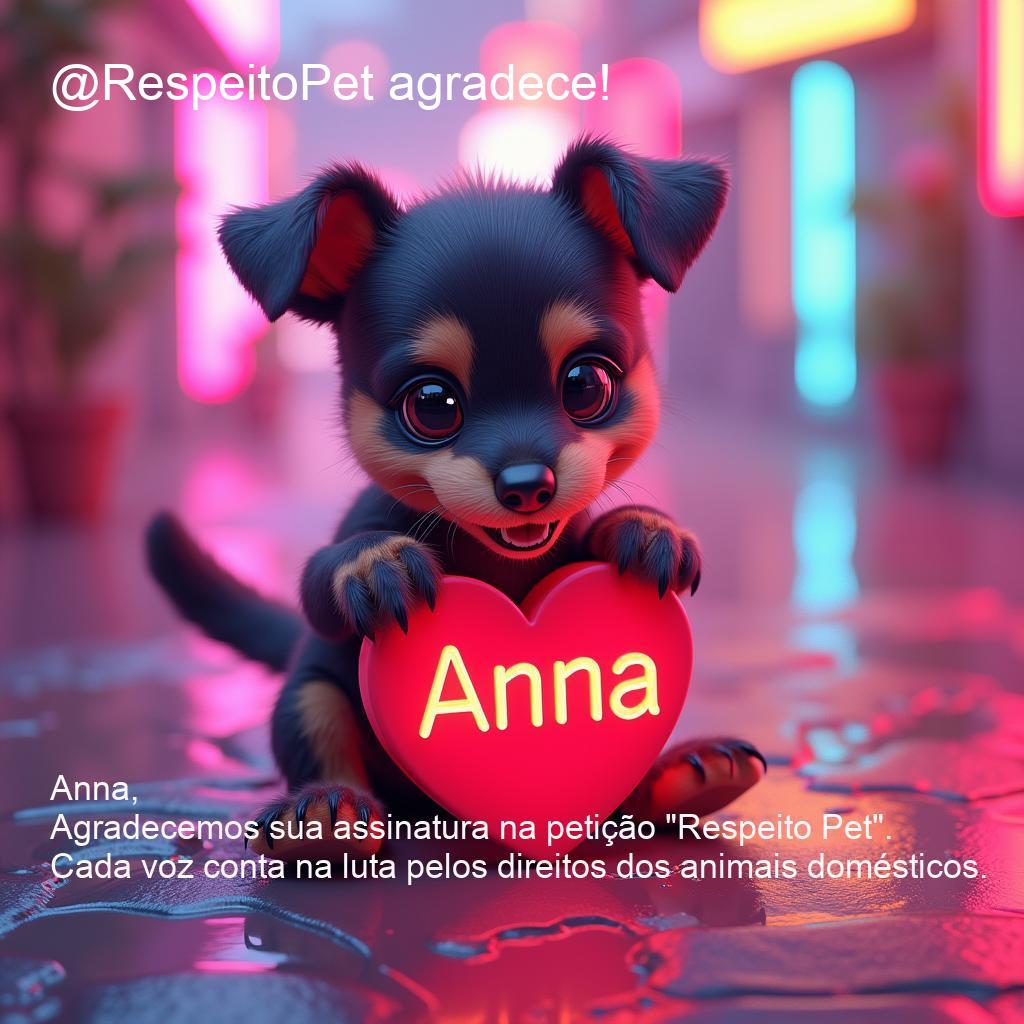 @RespeitoPet agradece!
Anna
Anna,
Agradecemos sua assinatura na petição "Respeito Pet".
Cada voz conta na luta pelos direitos dos animais domésticos.